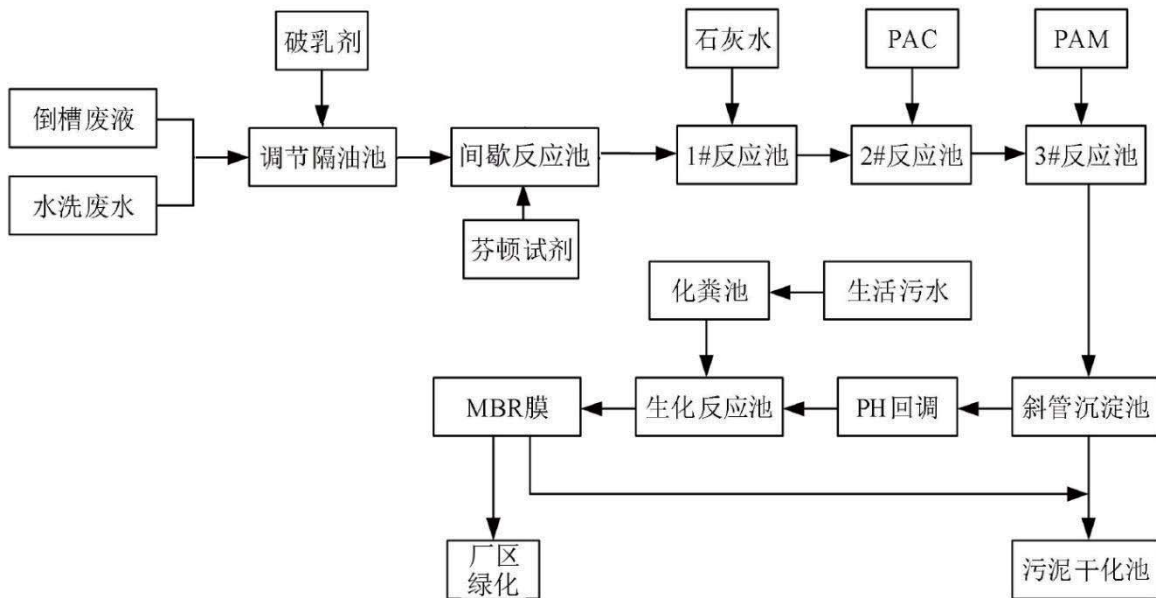 破乳剂
石灰水
PAC
PAM
倒槽废液
调节隔油池
间歇反应池
1#反应池
2#反应池
3#反应池
水洗废水
芬顿试剂
化粪池
生活污水
MBR膜
生化反应池
PH回调
斜管沉淀池
厂区
绿化
污泥干化池